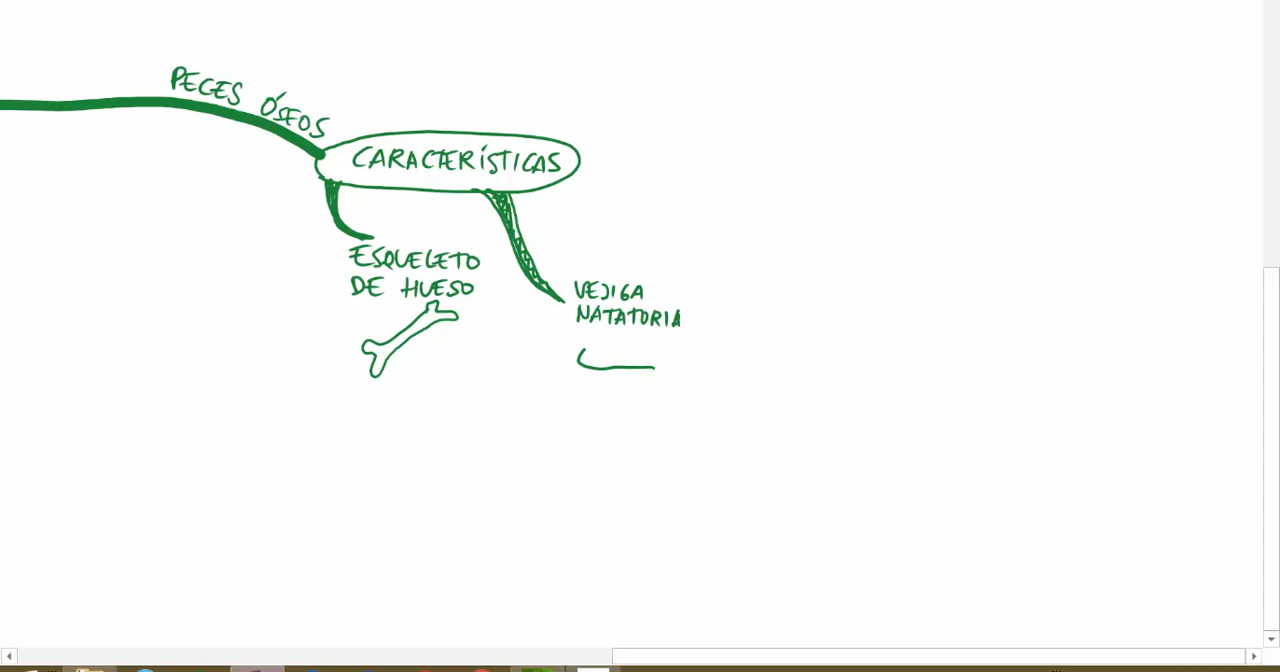 PECES ÓSEOS
CARACTERÍSTICAS
ESQUELETO
DE HUESO
VEJIGA
NATATORIA